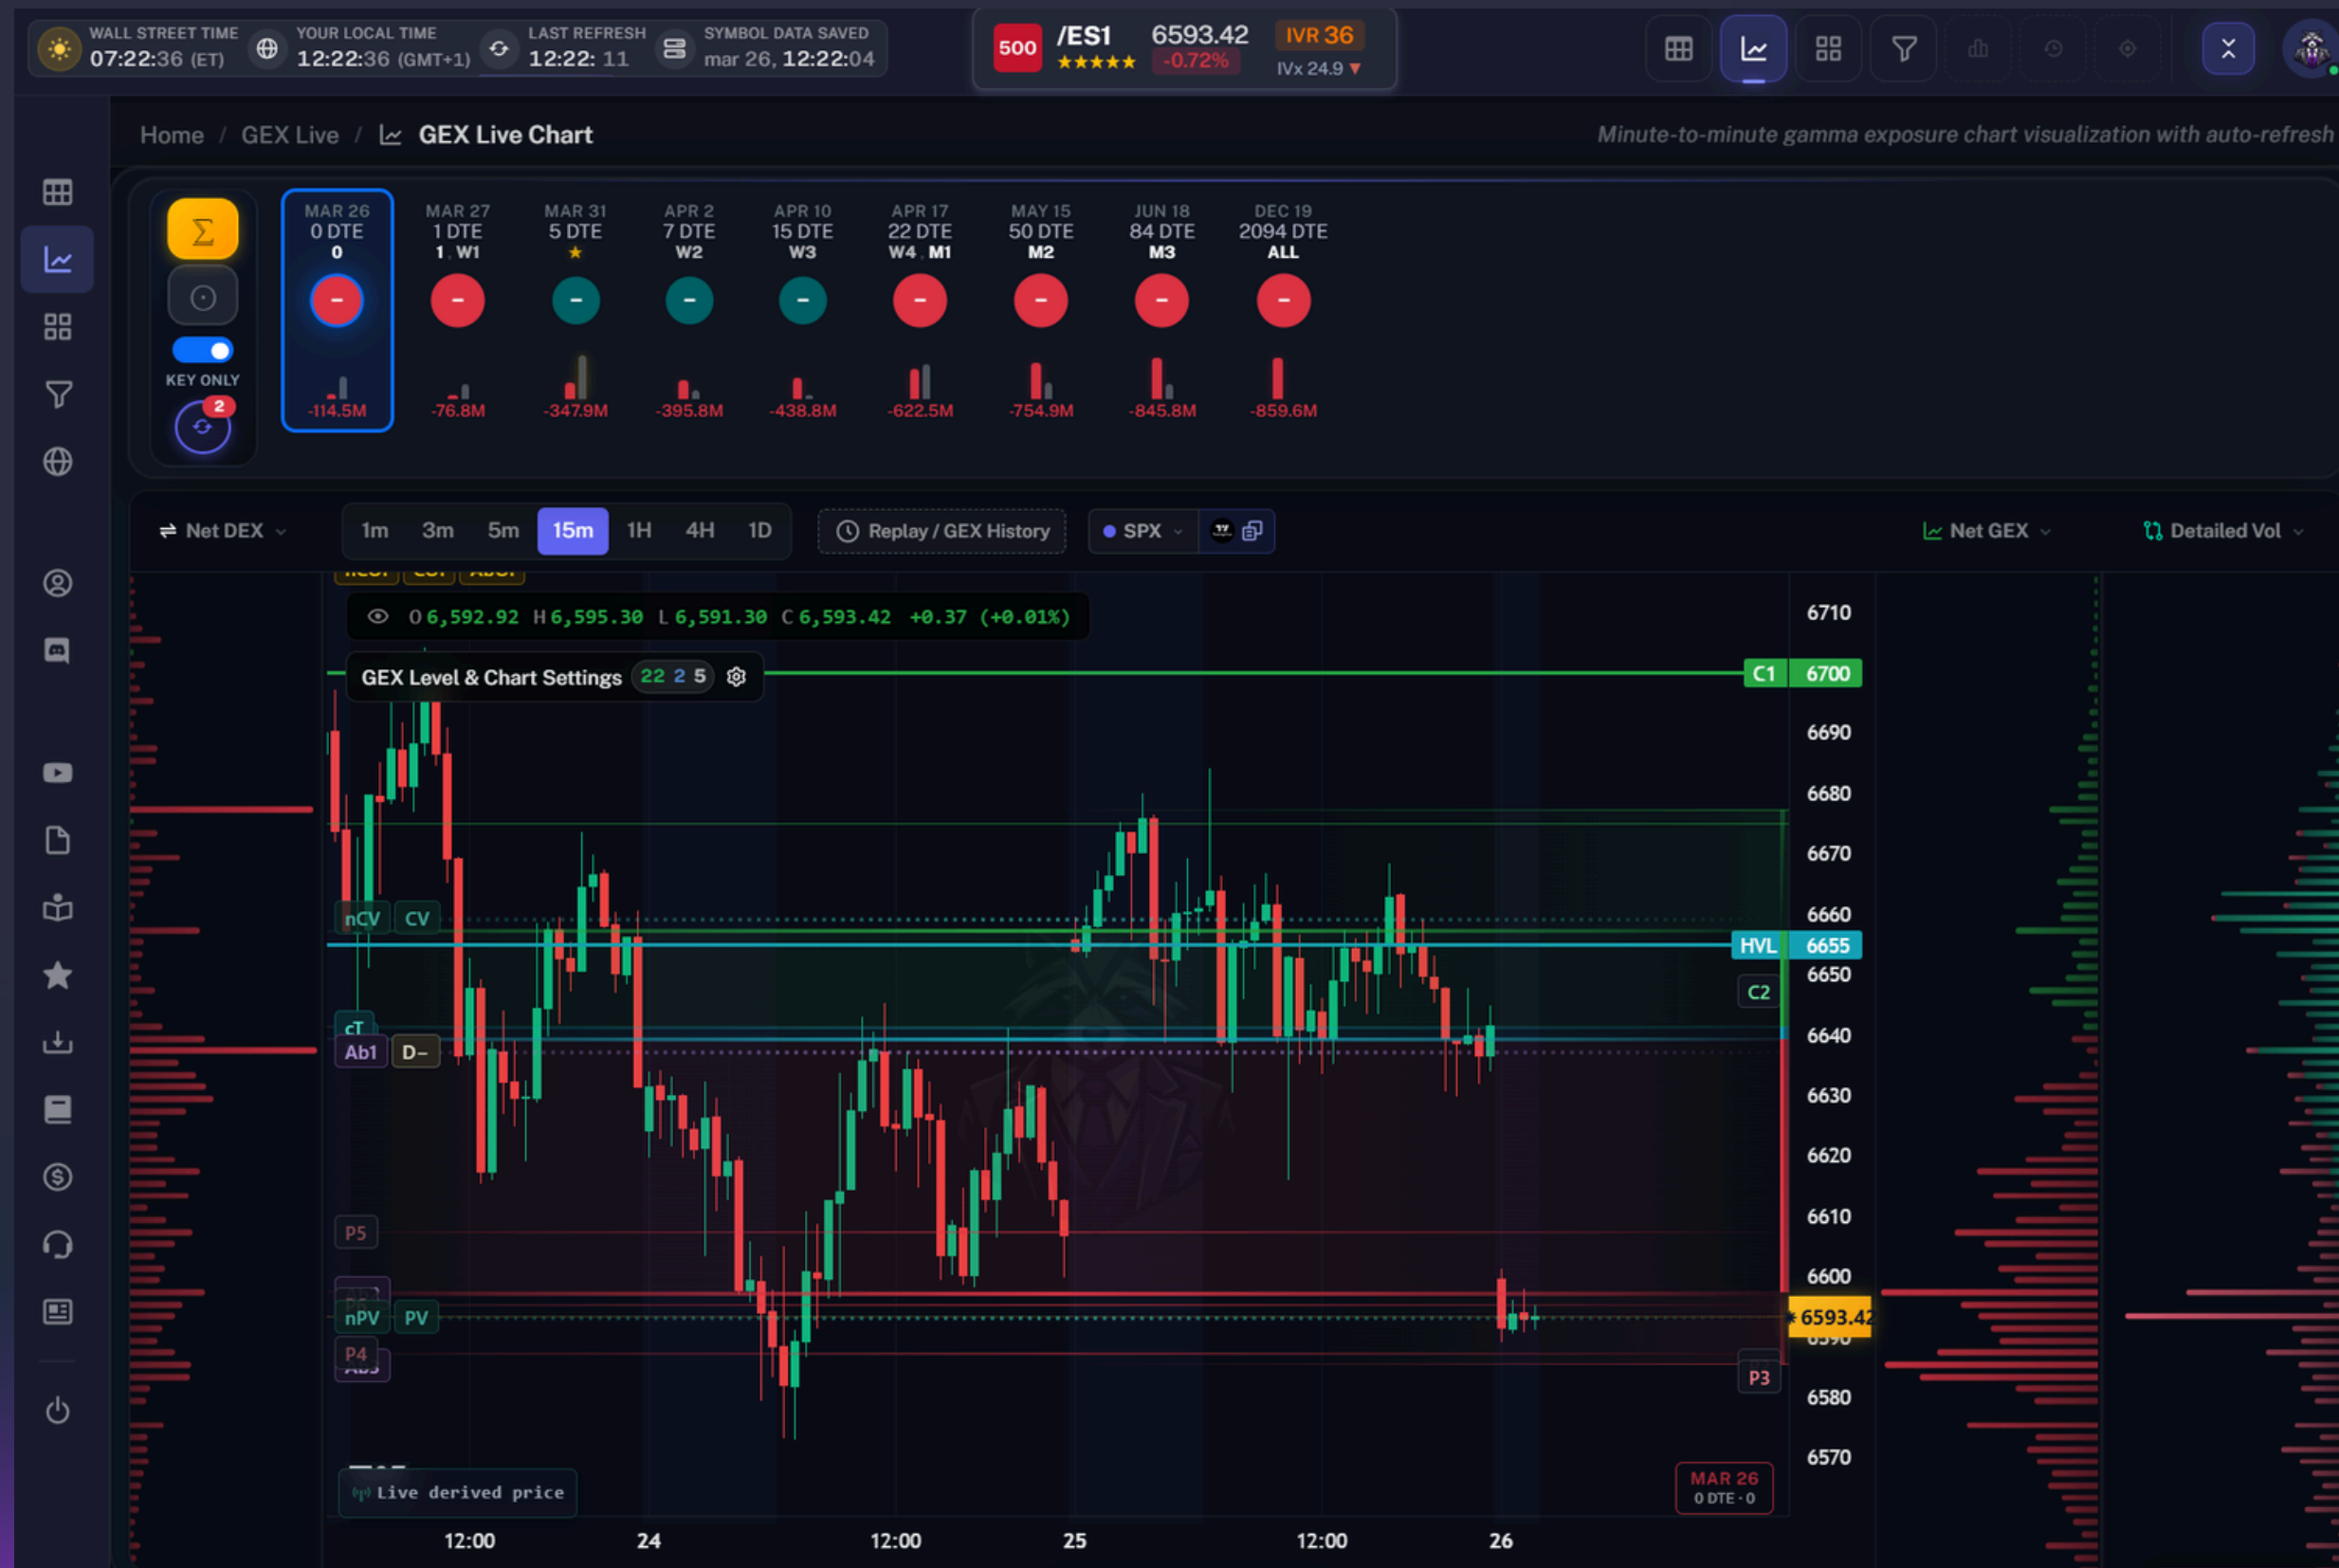 WALL STREET TIME
07:22:36 (ET)
YOUR LOCAL TIME
12:22:36 (GMT+1)
LAST REFRESH
12:22: 11
SYMBOL DATA SAVED
mar 26, 12:22:04
500
/ES1
★★★★★
6593.42
-0.72%
IVR 36
IVx 24.9 ▼
Home / GEX Live / GEX Live Chart
Minute-to-minute gamma exposure chart visualization with auto-refresh
Σ
KEY ONLY
2
MAR 26
0 DTE
0
-114.5M
MAR 27
1 DTE
1 W1
-76.8M
MAR 31
5 DTE
★
-347.9M
APR 2
7 DTE
W2
-395.8M
APR 10
15 DTE
W3
-438.8M
APR 17
22 DTE
W4 M1
-622.5M
MAY 15
50 DTE
M2
-754.9M
JUN 18
84 DTE
M3
-845.8M
DEC 19
2094 DTE
ALL
-859.6M
Net DEX
1m 3m 5m 15m 1H 4H 1D
Replay / GEX History
SPX
Net GEX
Detailed Vol
O 6,592.92 H 6,595.30 L 6,591.30 C 6,593.42 +0.37 (+0.01%)
GEX Level & Chart Settings 22 2 5
6710
C1 6700
6690
6680
6670
nCV CV
6660
HVL 6655
6650
C2
cT
6640
Ab1 D–
6630
6620
6610
P5
6600
nPV PV
6593.42
P4
P3
6580
6570
Live derived price
MAR 26
0 DTE · 0
12:00 24 12:00 25 12:00 26